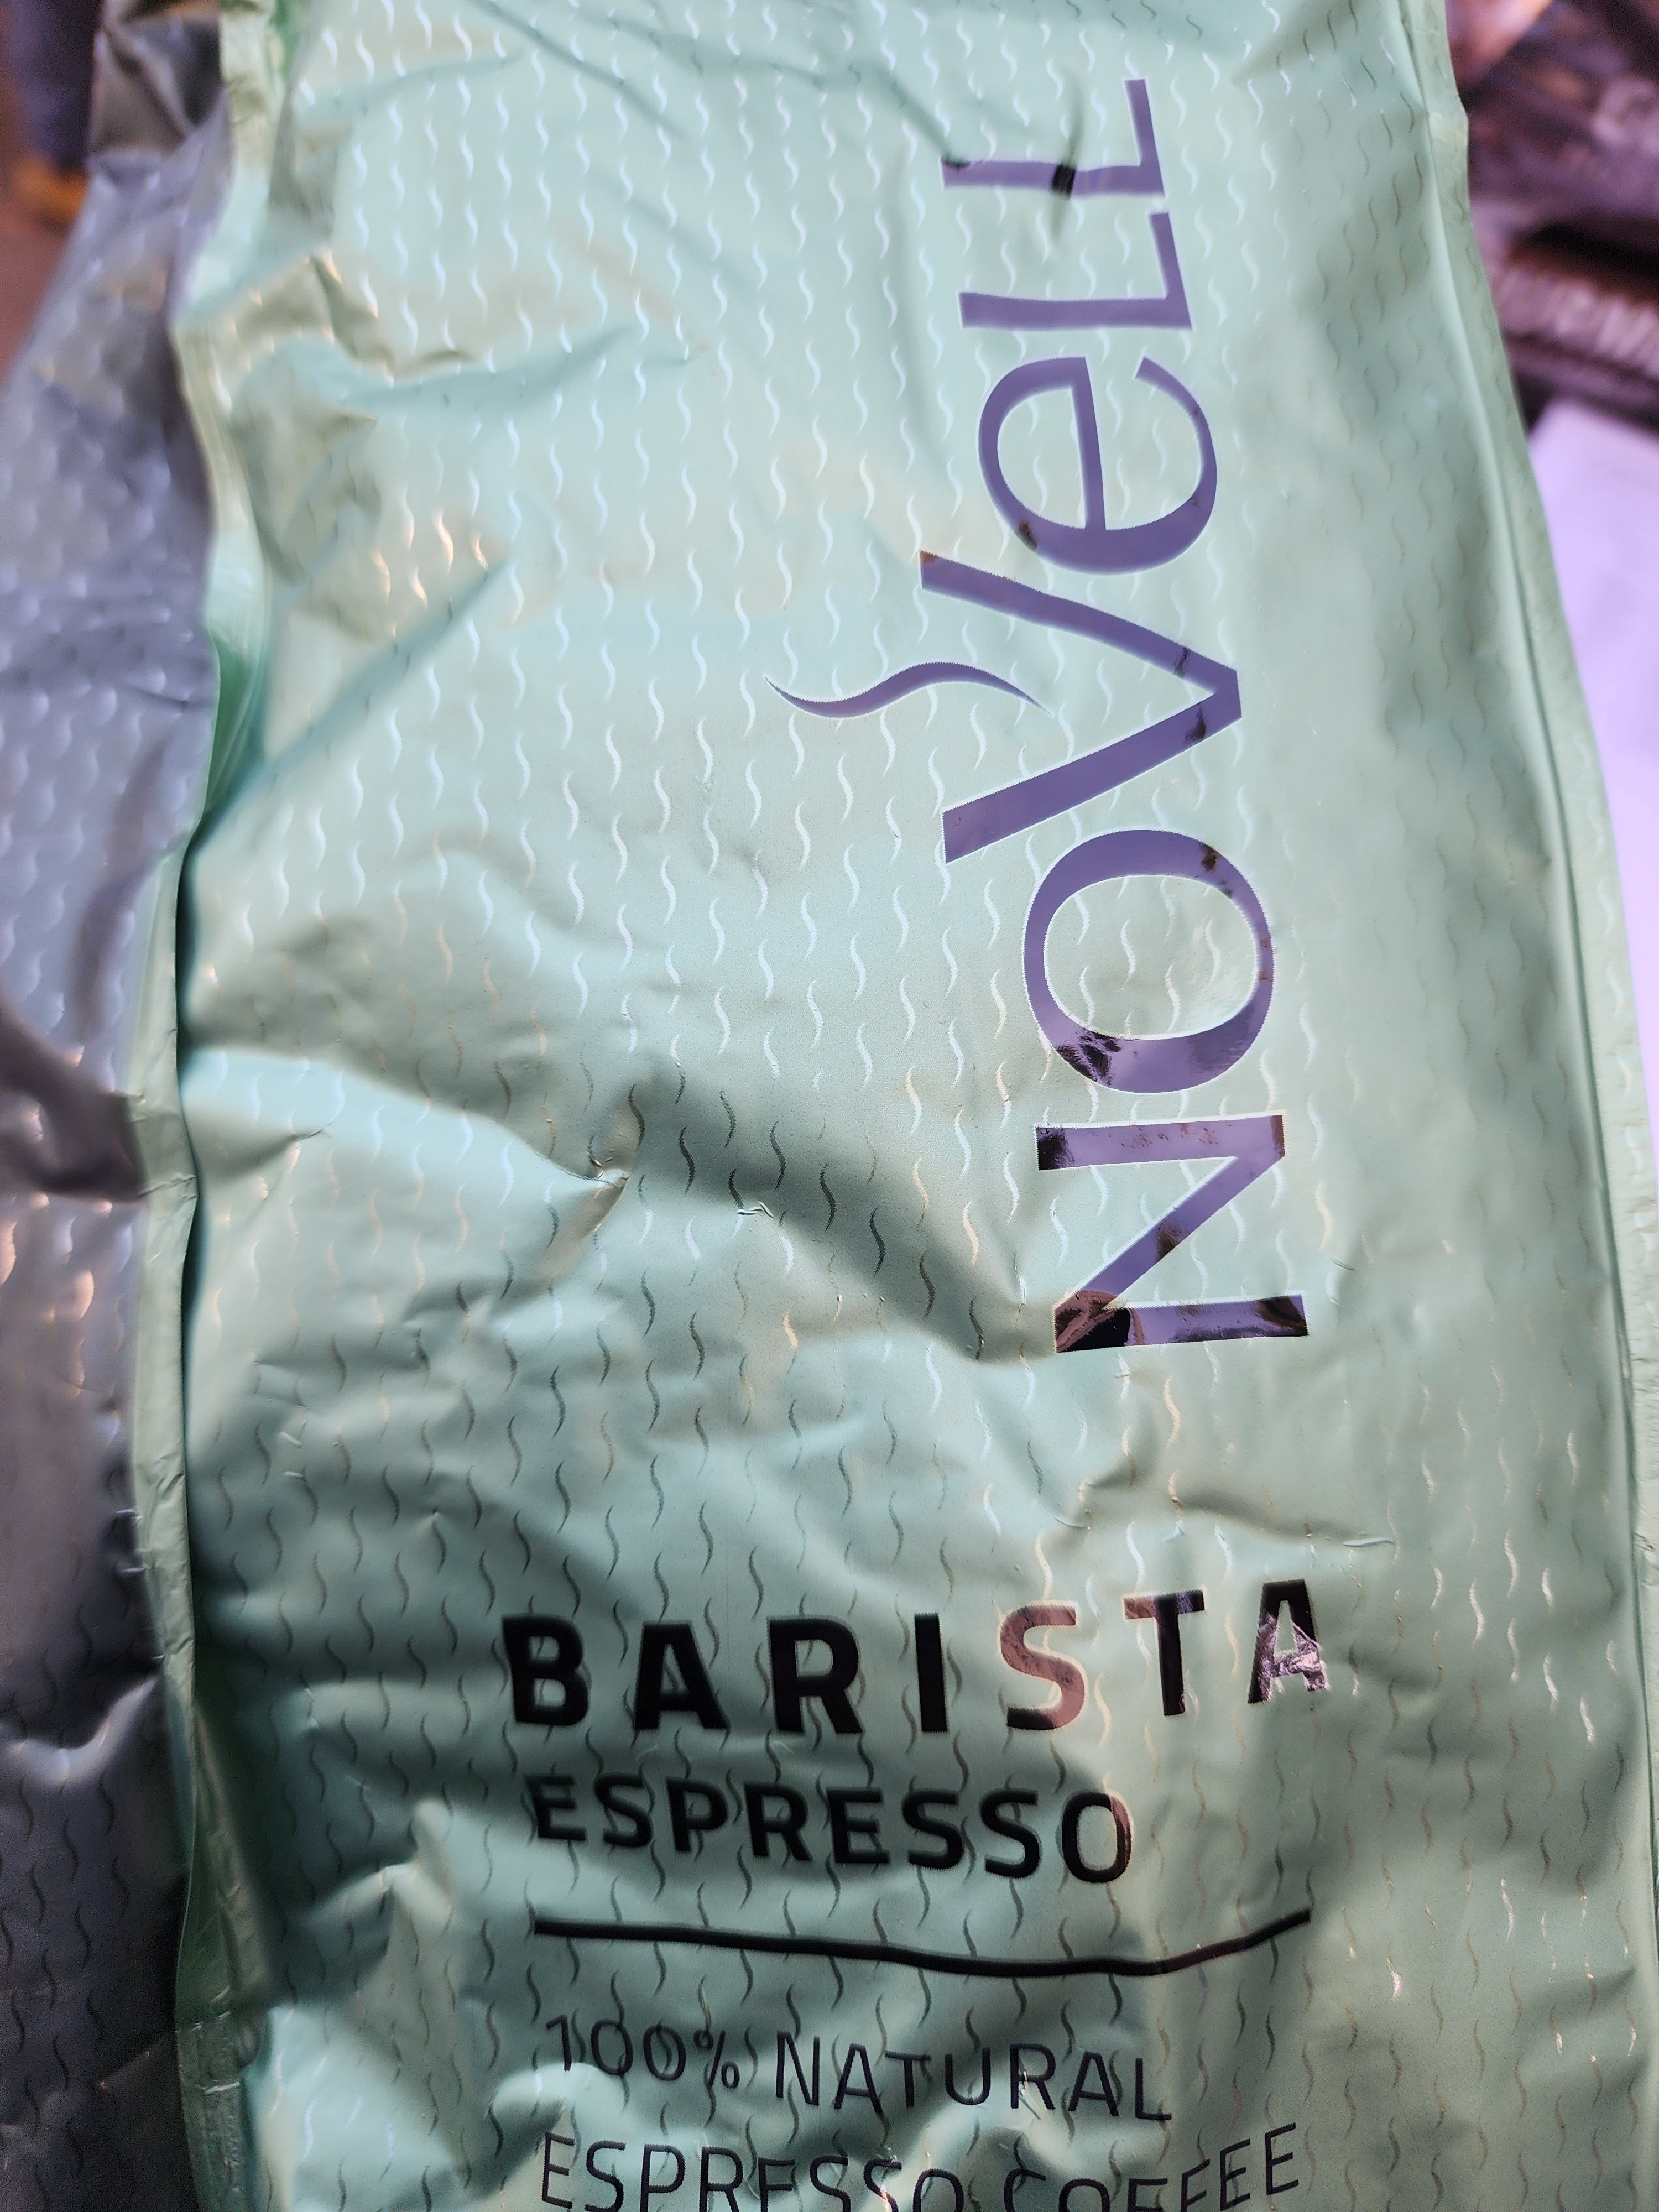 NoVeLL
BARISTA
ESPRESSO
100% NATURAL
ESPRESSO COFFEE